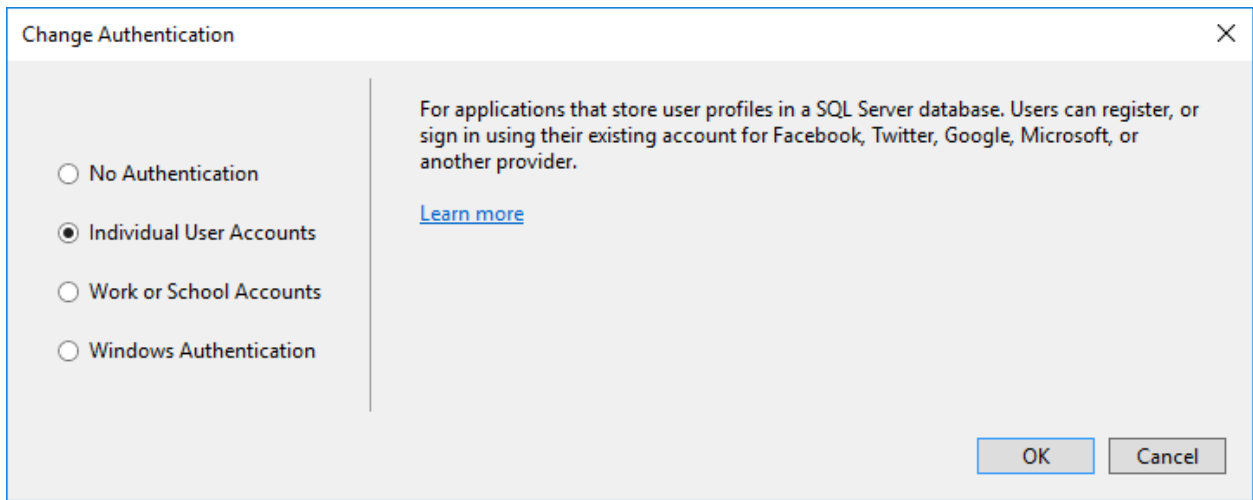 Change Authentication
No Authentication
Individual User Accounts
Work or School Accounts
Windows Authentication
For applications that store user profiles in a SQL Server database. Users can register, or
sign in using their existing account for Facebook, Twitter, Google, Microsoft, or
another provider.
Learn more
OK
Cancel